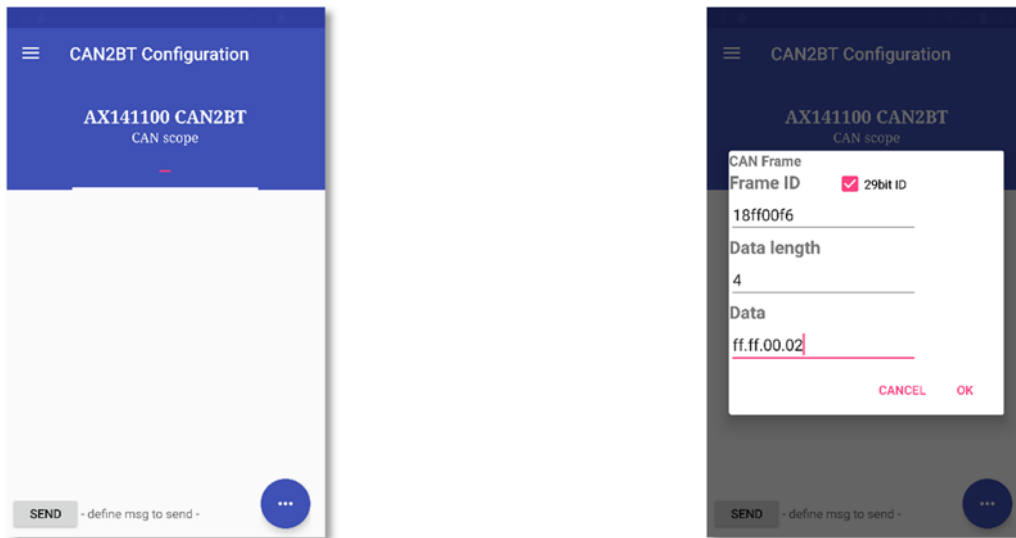 CAN2BT Configuration
AX141100 CAN2BT
CAN scope
SEND - define msg to send -
CAN2BT Configuration
AX141100 CAN2BT
CAN scope
CAN Frame
Frame ID 29bit ID
18ff00f6
Data length
4
Data
ff.ff.00.02
CANCEL OK
SEND - define msg to send -